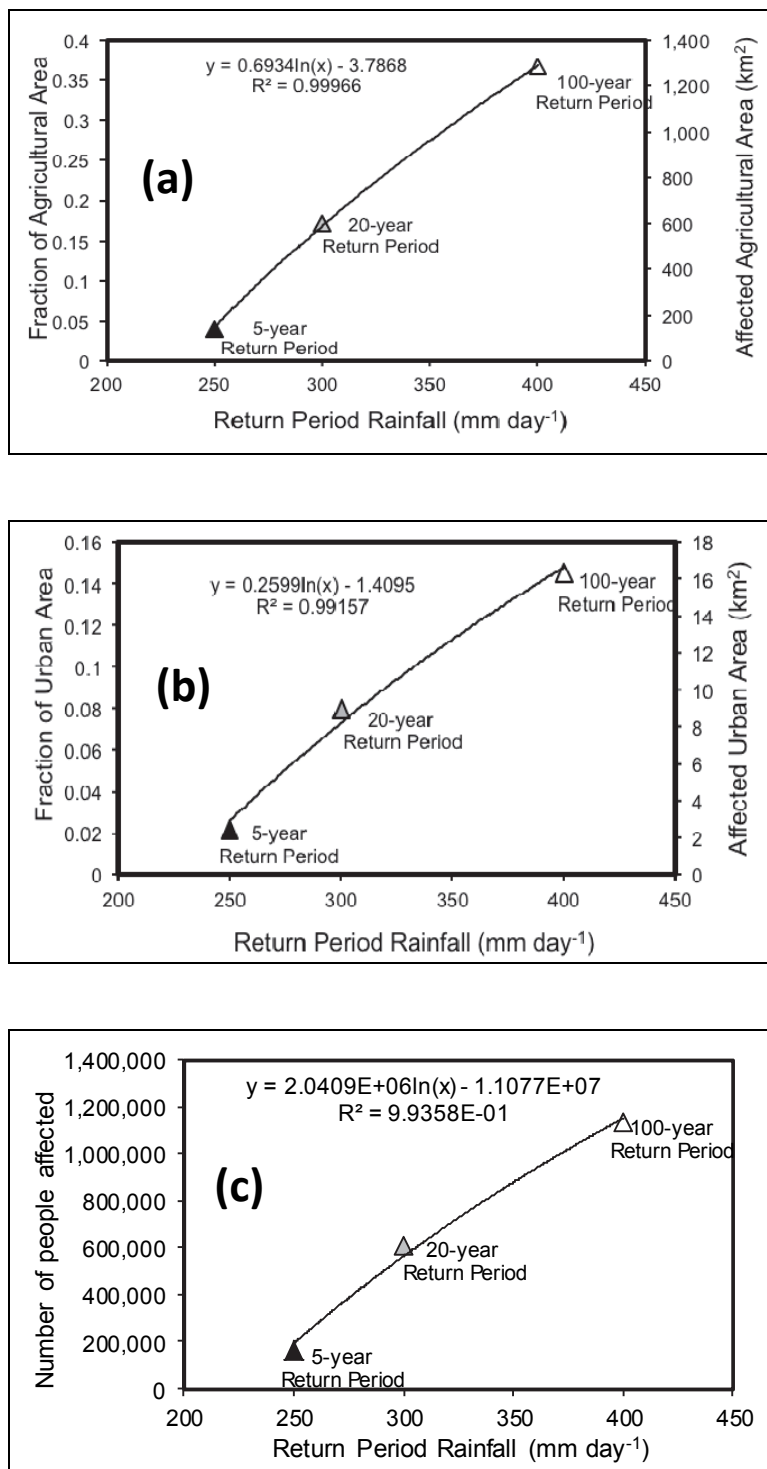 0.4
0.35
0.3
0.25
0.2
0.15
0.1
0.05
0
Fraction of Agricultural Area
y = 0.6934ln(x) - 3.7868
R² = 0.99966
(a)
100-year
Return Period
20-year
Return Period
5-year
Return Period
1,400
1,200
1,000
800
600
400
200
0
Affected Agricultural Area (km²)
200 250 300 350 400 450
Return Period Rainfall (mm day⁻¹)
0.16
0.14
0.12
0.1
0.08
0.06
0.04
0.02
0
Fraction of Urban Area
y = 0.2599ln(x) - 1.4095
R² = 0.99157
(b)
100-year
Return Period
20-year
Return Period
5-year
Return Period
18
16
14
12
10
8
6
4
2
0
Affected Urban Area (km²)
200 250 300 350 400 450
Return Period Rainfall (mm day⁻¹)
1,400,000
1,200,000
1,000,000
800,000
600,000
400,000
200,000
0
Number of people affected
y = 2.0409E+06ln(x) - 1.1077E+07
R² = 9.9358E-01
(c)
100-year
Return Period
20-year
Return Period
5-year
Return Period
200 250 300 350 400 450
Return Period Rainfall (mm day⁻¹)